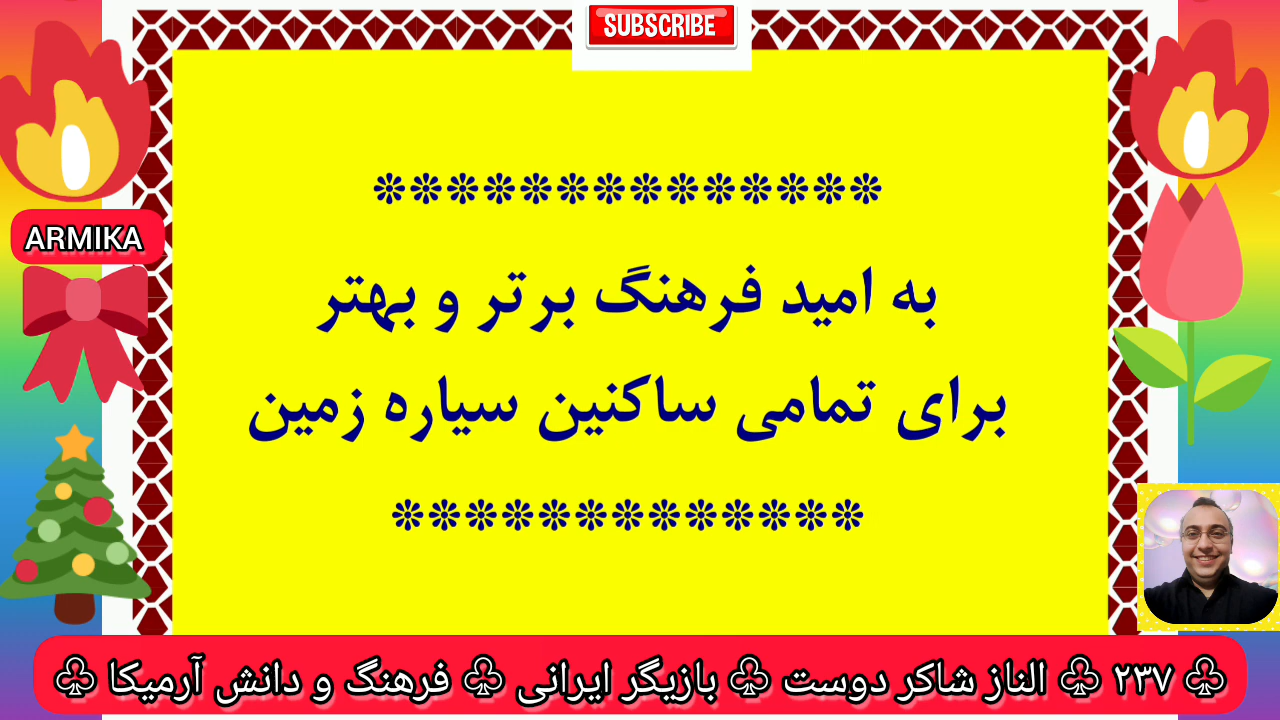 SUBSCRIBE
❊❊❊❊❊❊❊❊❊❊❊❊❊❊
به امید فرهنگ برتر و بهتر
ARMIKA
برای تمامی ساکنین سیاره زمین
❊❊❊❊❊❊❊❊❊❊❊❊❊
♧ ۲۳۷ ♧ الناز شاکر دوست ♧ بازیگر ایرانی ♧ فرهنگ و دانش آرمیکا ♧